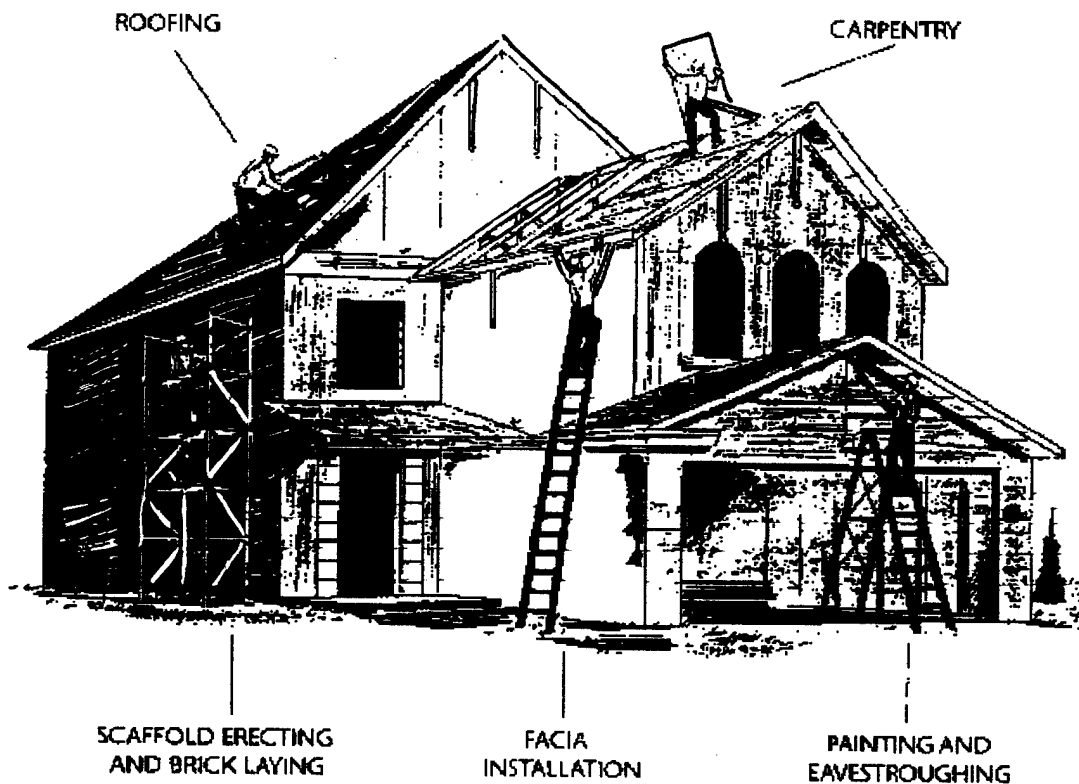 ROOFING
CARPENTRY
SCAFFOLD ERECTING
AND BRICK LAYING
FACIA
INSTALLATION
PAINTING AND
EAVESTROUGHING